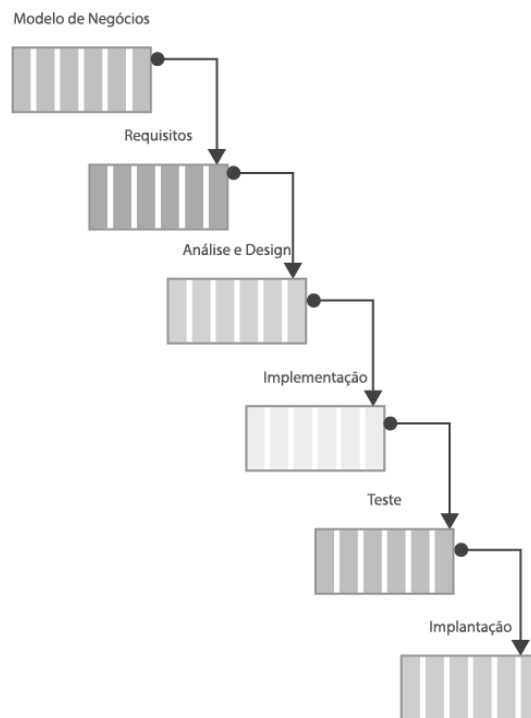 Modelo de Negócios
Requisitos
Análise e Design
Implementação
Teste
Implantação